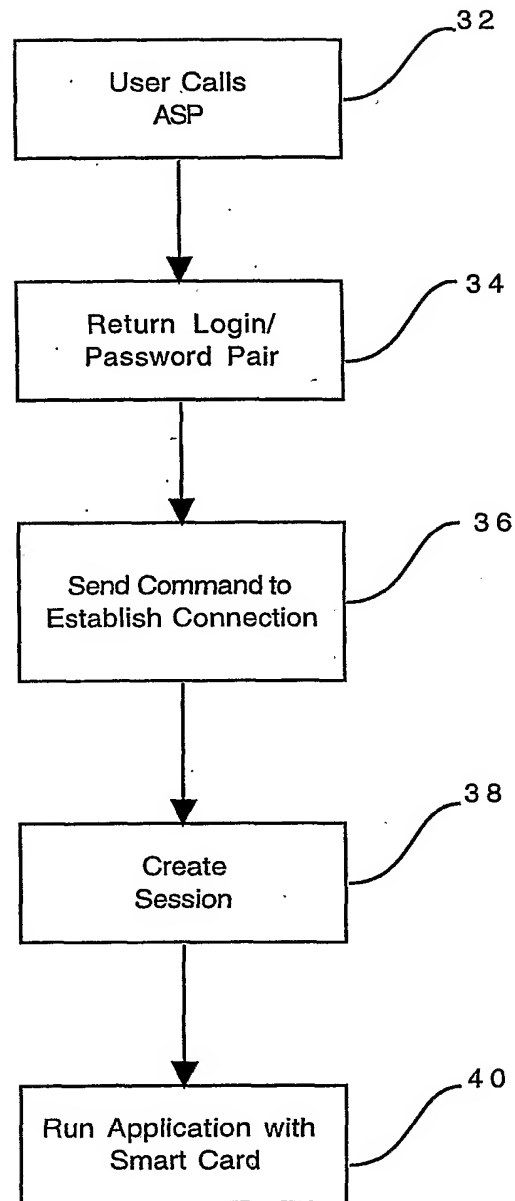 32
User Calls
ASP
34
Return Login/
Password Pair
36
Send Command to
Establish Connection
38
Create
Session
40
Run Application with
Smart Card